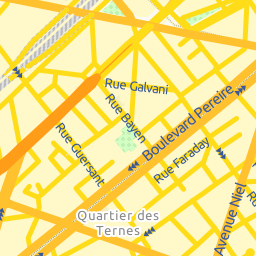 Rue Galvani
Rue Bayen
Boulevard Pereire
Rue Guersant
Rue Faraday
Avenue Niel
Quartier des
Ternes